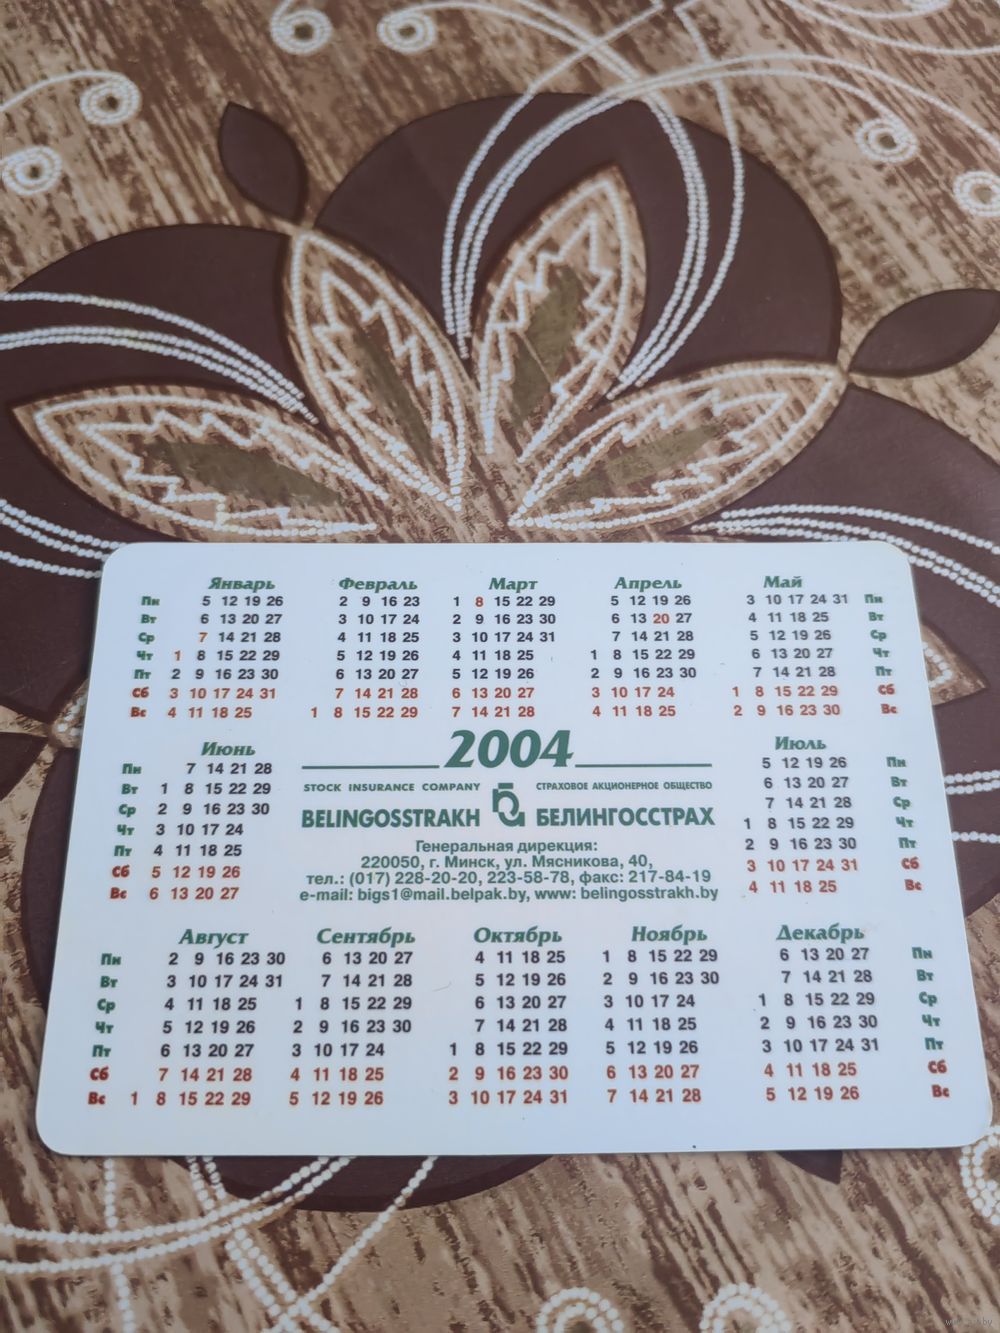 Январь Февраль Март Апрель Май
Пн 5 12 19 26 2 9 16 23 1 8 15 22 29 5 12 19 26 3 10 17 24 31 Пн
Вт 6 13 20 27 3 10 17 24 2 9 16 23 30 6 13 20 27 4 11 18 25 Вт
Ср 7 14 21 28 4 11 18 25 3 10 17 24 31 7 14 21 28 5 12 19 26 Ср
Чт 1 8 15 22 29 5 12 19 26 4 11 18 25 1 8 15 22 29 6 13 20 27 Чт
Пт 2 9 16 23 30 6 13 20 27 5 12 19 26 2 9 16 23 30 7 14 21 28 Пт
Сб 3 10 17 24 31 7 14 21 28 6 13 20 27 3 10 17 24 1 8 15 22 29 Сб
Вс 4 11 18 25 1 8 15 22 29 7 14 21 28 4 11 18 25 2 9 16 23 30 Вс
Июнь
Пн 7 14 21 28
Вт 1 8 15 22 29
Ср 2 9 16 23 30
Чт 3 10 17 24
Пт 4 11 18 25
Сб 5 12 19 26
Вс 6 13 20 27
2004
STOCK INSURANCE COMPANY СТРАХОВОЕ АКЦИОНЕРНОЕ ОБЩЕСТВО
BELINGOSSTRAKH БЕЛИНГОССТРАХ
Генеральная дирекция:
220050, г. Минск, ул. Мясникова, 40,
тел.: (017) 228-20-20, 223-58-78, факс: 217-84-19
e-mail: bigs1@mail.belpak.by, www: belingosstrakh.by
Июль
5 12 19 26 Пн
6 13 20 27 Вт
7 14 21 28 Ср
1 8 15 22 29 Чт
2 9 16 23 30 Пт
3 10 17 24 31 Сб
4 11 18 25 Вс
Август Сентябрь Октябрь Ноябрь Декабрь
Пн 2 9 16 23 30 6 13 20 27 4 11 18 25 1 8 15 22 29 6 13 20 27 Пн
Вт 3 10 17 24 31 7 14 21 28 5 12 19 26 2 9 16 23 30 7 14 21 28 Вт
Ср 4 11 18 25 1 8 15 22 29 6 13 20 27 3 10 17 24 1 8 15 22 29 Ср
Чт 5 12 19 26 2 9 16 23 30 7 14 21 28 4 11 18 25 2 9 16 23 30 Чт
Пт 6 13 20 27 3 10 17 24 1 8 15 22 29 5 12 19 26 3 10 17 24 31 Пт
Сб 7 14 21 28 4 11 18 25 2 9 16 23 30 6 13 20 27 4 11 18 25 Сб
Вс 1 8 15 22 29 5 12 19 26 3 10 17 24 31 7 14 21 28 5 12 19 26 Вс